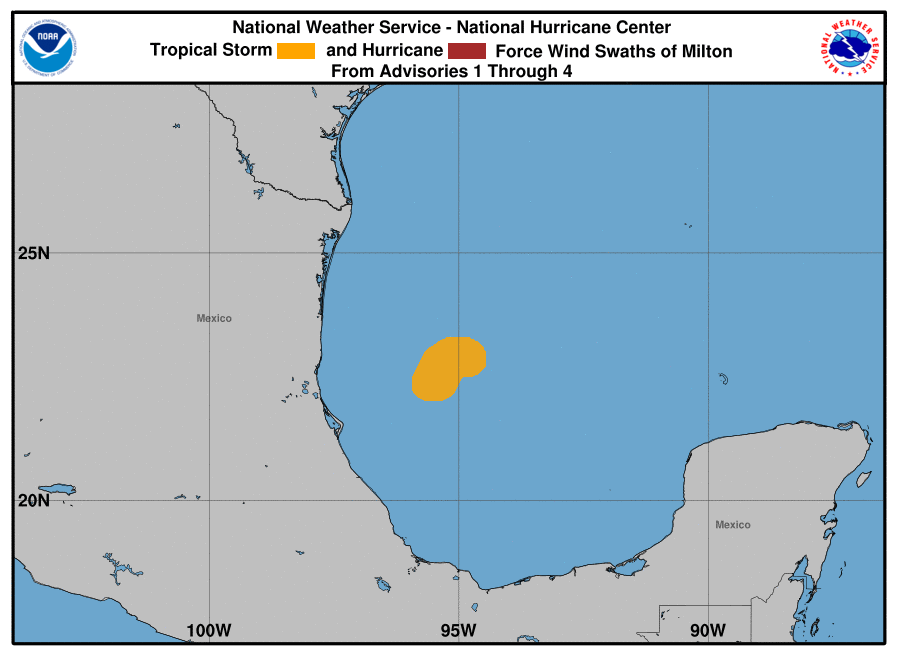 National Weather Service - National Hurricane Center
Tropical Storm and Hurricane Force Wind Swaths of Milton
From Advisories 1 Through 4
NOAA
NATIONAL WEATHER SERVICE
25N
Mexico
20N
Mexico
100W
95W
90W